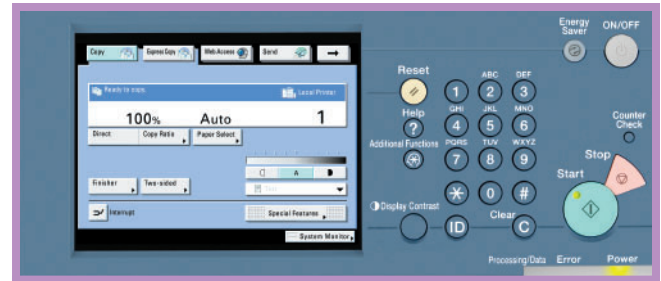 Copy
Express Copy
Web Access
Send
Ready to copy.
Local Printer
100%
Auto
1
Direct
Copy Ratio
Paper Select
A
Finisher
Two-sided
Text
Interrupt
Special Features
System Monitor
Energy Saver
ON/OFF
Reset
Help
?
Additional Functions
Display Contrast
1
ABC
2
DEF
3
GHI
4
JKL
5
MNO
6
PQRS
7
TUV
8
WXYZ
9
0
#
ID
Clear
C
Counter Check
Stop
Start
Processing/Data
Error
Power